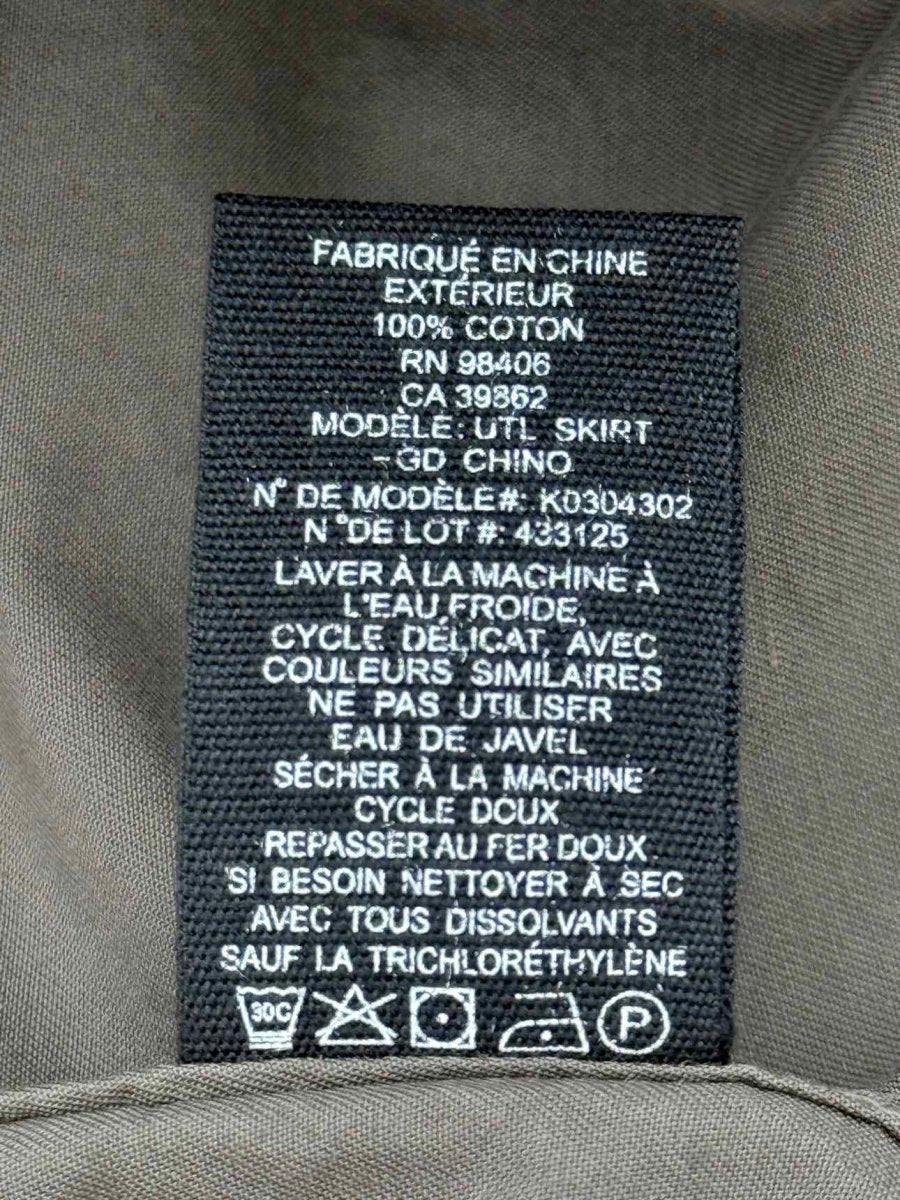 FABRIQUÉ EN CHINE
EXTÉRIEUR
100% COTON
RN 98406
CA 39862
MODÈLE: UTL SKIRT
-GD CHINO
N° DE MODÈLE#: K0304302
N °DE LOT #: 433125
LAVER À LA MACHINE À
L'EAU FROIDE,
CYCLE DÉLICAT, AVEC
COULEURS SIMILAIRES
NE PAS UTILISER
EAU DE JAVEL
SÉCHER À LA MACHINE
CYCLE DOUX
REPASSER AU FER DOUX
SI BESOIN NETTOYER À SEC
AVEC TOUS DISSOLVANTS
SAUF LA TRICHLORÉTHYLÈNE
30C P